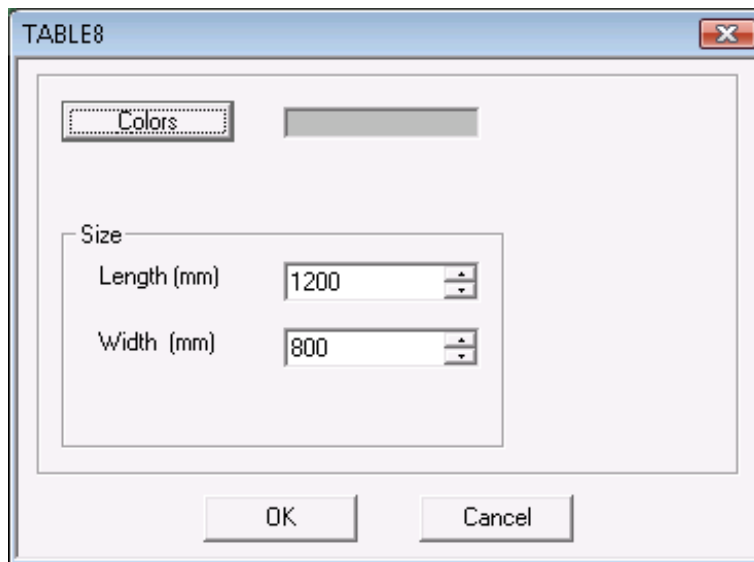 TABLE8
Colors
Size
Length (mm)
1200
Width (mm)
800
OK
Cancel